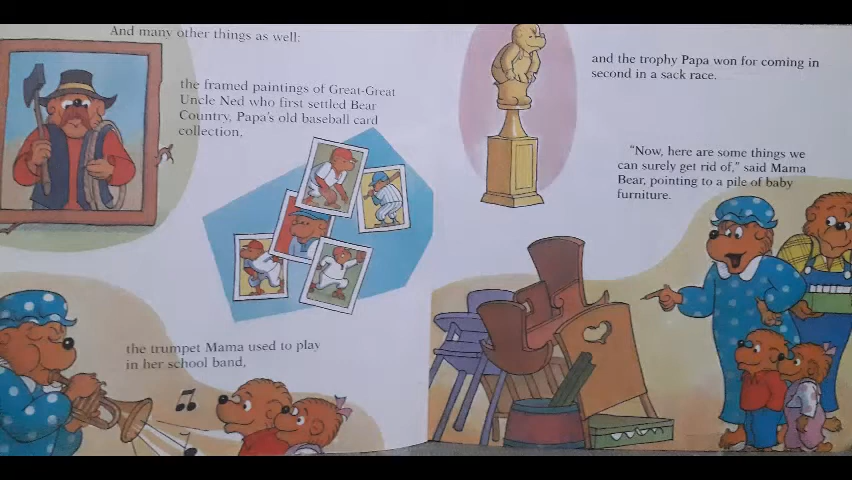 And many other things as well:
the framed paintings of Great-Great
Uncle Ned who first settled Bear
Country, Papa's old baseball card
collection,
the trumpet Mama used to play
in her school band,
and the trophy Papa won for coming in
second in a sack race.
"Now, here are some things we
can surely get rid of," said Mama
Bear, pointing to a pile of baby
furniture.